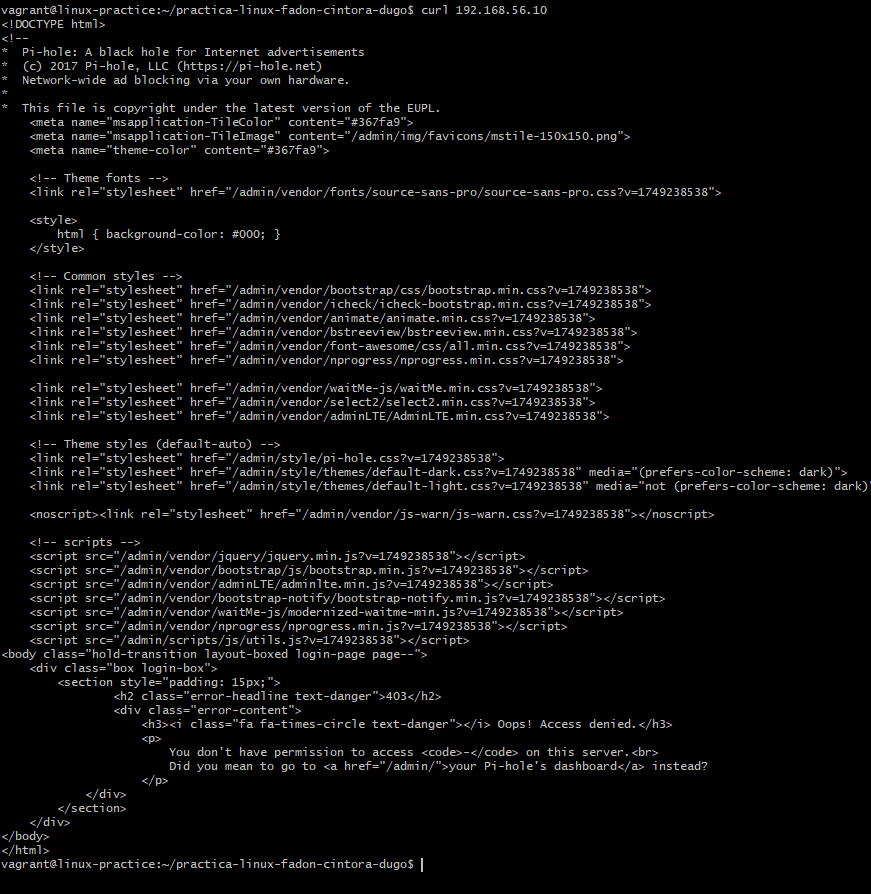 vagrant@linux-practice:~/practica-linux-fadon-cintora-dugo$ curl 192.168.56.10
<!DOCTYPE html>
<!--
*  Pi-hole: A black hole for Internet advertisements
*  (c) 2017 Pi-hole, LLC (https://pi-hole.net)
*  Network-wide ad blocking via your own hardware.
*
*  This file is copyright under the latest version of the EUPL.
    <meta name="msapplication-TileColor" content="#367fa9">
    <meta name="msapplication-TileImage" content="/admin/img/favicons/mstile-150x150.png">
    <meta name="theme-color" content="#367fa9">

    <!-- Theme fonts -->
    <link rel="stylesheet" href="/admin/vendor/fonts/source-sans-pro/source-sans-pro.css?v=1749238538">

    <style>
        html { background-color: #000; }
    </style>

    <!-- Common styles -->
    <link rel="stylesheet" href="/admin/vendor/bootstrap/css/bootstrap.min.css?v=1749238538">
    <link rel="stylesheet" href="/admin/vendor/icheck/icheck-bootstrap.min.css?v=1749238538">
    <link rel="stylesheet" href="/admin/vendor/animate/animate.min.css?v=1749238538">
    <link rel="stylesheet" href="/admin/vendor/bstreeview/bstreeview.min.css?v=1749238538">
    <link rel="stylesheet" href="/admin/vendor/font-awesome/css/all.min.css?v=1749238538">
    <link rel="stylesheet" href="/admin/vendor/nprogress/nprogress.min.css?v=1749238538">

    <link rel="stylesheet" href="/admin/vendor/waitMe-js/waitMe.min.css?v=1749238538">
    <link rel="stylesheet" href="/admin/vendor/select2/select2.min.css?v=1749238538">
    <link rel="stylesheet" href="/admin/vendor/adminLTE/AdminLTE.min.css?v=1749238538">

    <!-- Theme styles (default-auto) -->
    <link rel="stylesheet" href="/admin/style/pi-hole.css?v=1749238538">
    <link rel="stylesheet" href="/admin/style/themes/default-dark.css?v=1749238538" media="(prefers-color-scheme: dark)">
    <link rel="stylesheet" href="/admin/style/themes/default-light.css?v=1749238538" media="not (prefers-color-scheme: dark)"

    <noscript><link rel="stylesheet" href="/admin/vendor/js-warn/js-warn.css?v=1749238538"></noscript>

    <!-- scripts -->
    <script src="/admin/vendor/jquery/jquery.min.js?v=1749238538"></script>
    <script src="/admin/vendor/bootstrap/js/bootstrap.min.js?v=1749238538"></script>
    <script src="/admin/vendor/adminLTE/adminlte.min.js?v=1749238538"></script>
    <script src="/admin/vendor/bootstrap-notify/bootstrap-notify.min.js?v=1749238538"></script>
    <script src="/admin/vendor/waitMe-js/modernized-waitme-min.js?v=1749238538"></script>
    <script src="/admin/vendor/nprogress/nprogress.min.js?v=1749238538"></script>
    <script src="/admin/scripts/js/utils.js?v=1749238538"></script>
<body class="hold-transition layout-boxed login-page page--">
    <div class="box login-box">
        <section style="padding: 15px;">
                <h2 class="error-headline text-danger">403</h2>
                <div class="error-content">
                    <h3><i class="fa fa-times-circle text-danger"></i> Oops! Access denied.</h3>
                    <p>
                        You don't have permission to access <code>-</code> on this server.<br>
                        Did you mean to go to <a href="/admin/">your Pi-hole's dashboard</a> instead?
                    </p>
            </div>
        </section>
    </div>
</body>
</html>
vagrant@linux-practice:~/practica-linux-fadon-cintora-dugo$